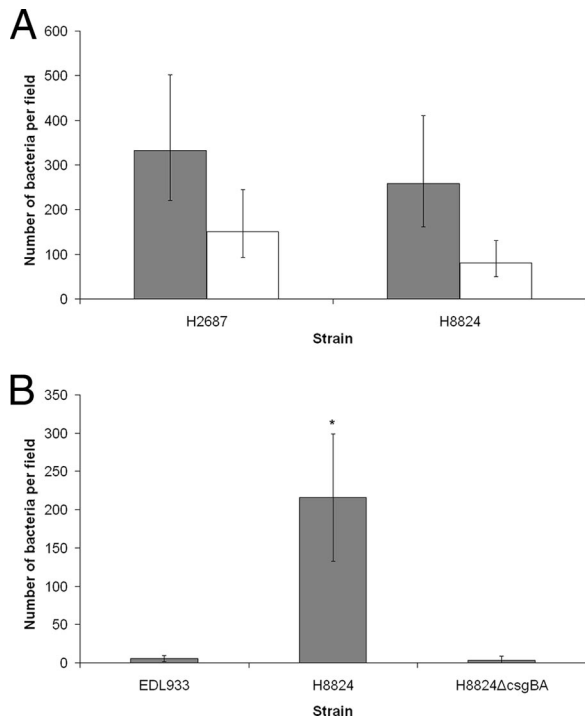 A
Number of bacteria per field
600
500
400
300
200
100
0
H2687
H8824
Strain
B
Number of bacteria per field
350
300
250
200
150
100
50
0
*
EDL933
H8824
H8824ΔcsgBA
Strain